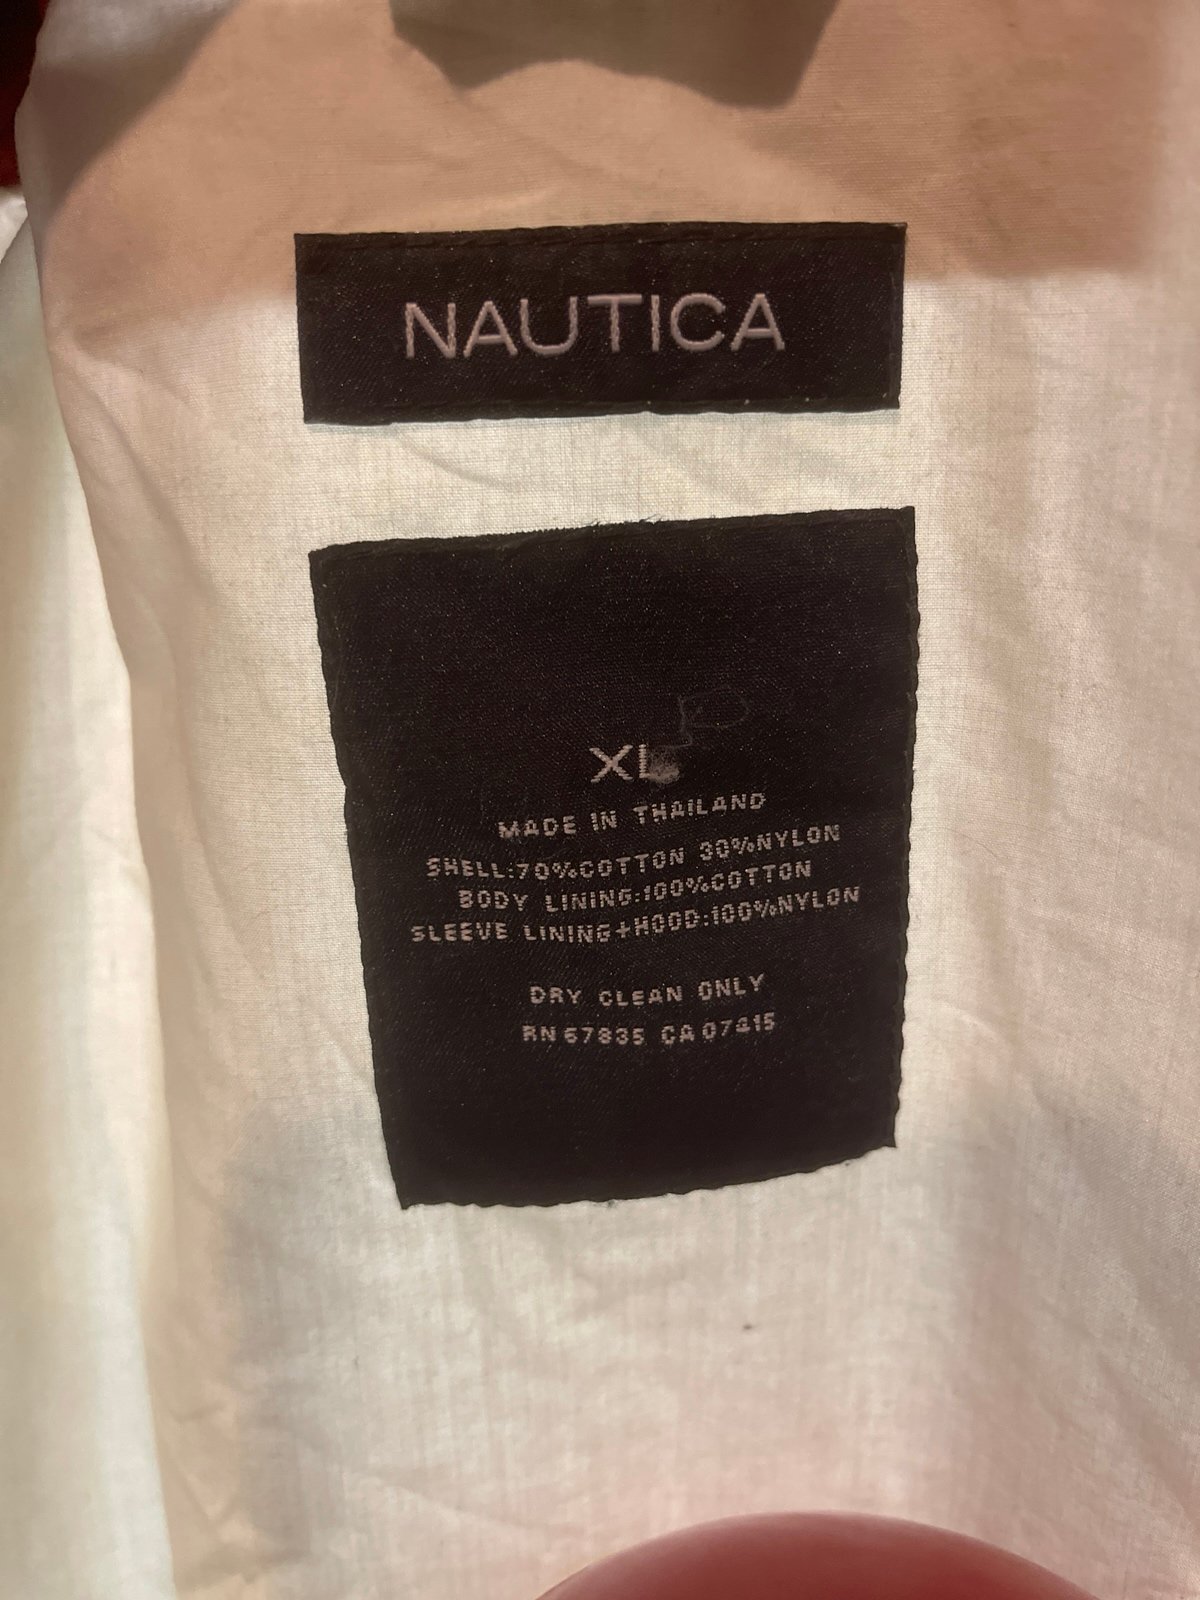 NAUTICA
XL
MADE IN THAILAND
SHELL:70%COTTON 30%NYLON
BODY LINING:100%COTTON
SLEEVE LINING+HOOD:100%NYLON
DRY CLEAN ONLY
RN 67835 CA 07415